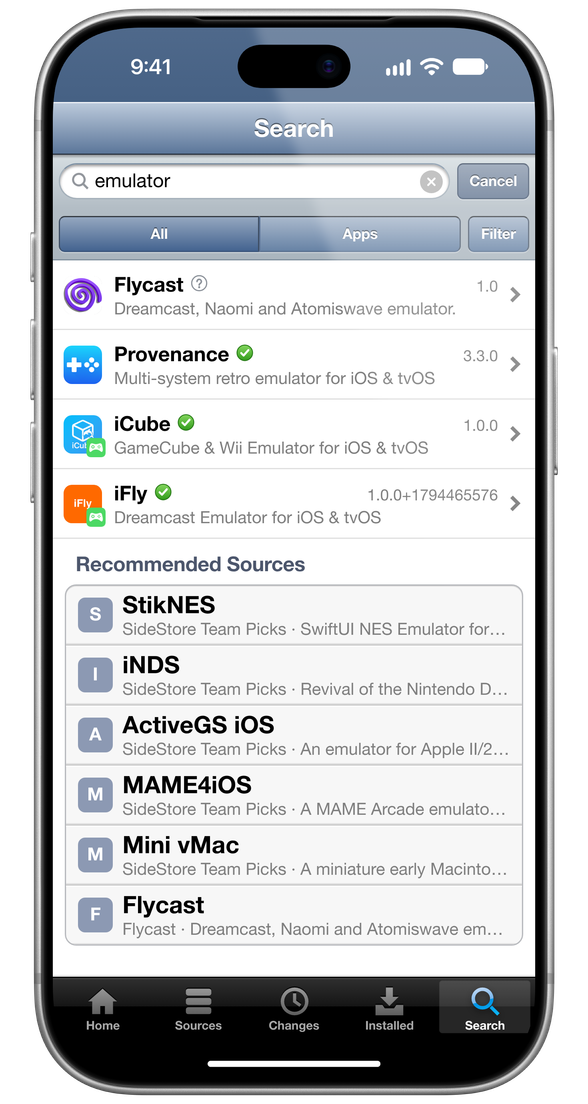 9:41
Search
emulator
Cancel
All
Apps
Filter
Flycast ?
1.0
Dreamcast, Naomi and Atomiswave emulator.
Provenance
3.3.0
Multi-system retro emulator for iOS & tvOS
iCube
1.0.0
GameCube & Wii Emulator for iOS & tvOS
iFly
iFly
1.0.0+1794465576
Dreamcast Emulator for iOS & tvOS
Recommended Sources
S
StikNES
SideStore Team Picks · SwiftUI NES Emulator for…
I
iNDS
SideStore Team Picks · Revival of the Nintendo D…
A
ActiveGS iOS
SideStore Team Picks · An emulator for Apple II/2…
M
MAME4iOS
SideStore Team Picks · A MAME Arcade emulato…
M
Mini vMac
SideStore Team Picks · A miniature early Macinto…
F
Flycast
Flycast · Dreamcast, Naomi and Atomiswave em…
Home
Sources
Changes
Installed
Search